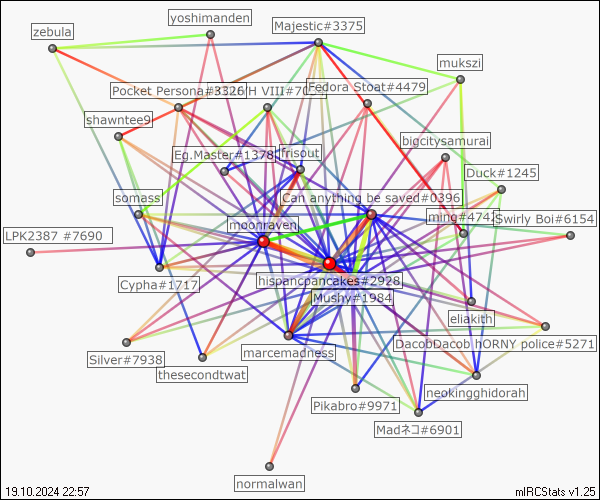 yoshimanden
zebula
Majestic#3375
mukszi
Pocket Persona#3326
Fedora Stoat#4479
shawntee9
bigcitysamurai
Eg.Master#1378
frisout
Duck#1245
somass
Can anything be saved#0396
ming#4742
Swirly Boi#6154
moonraven
LPK2387 #7690
Cypha#1717
hispancpancakes#2928
Mushy#1984
eliakith
Silver#7938
marcemadness
DacobDacob hORNY police#5271
thesecondtwat
neokingghidorah
Pikabro#9971
Madネコ#6901
normalwan
19.10.2024 22:57
mIRCStats v1.25